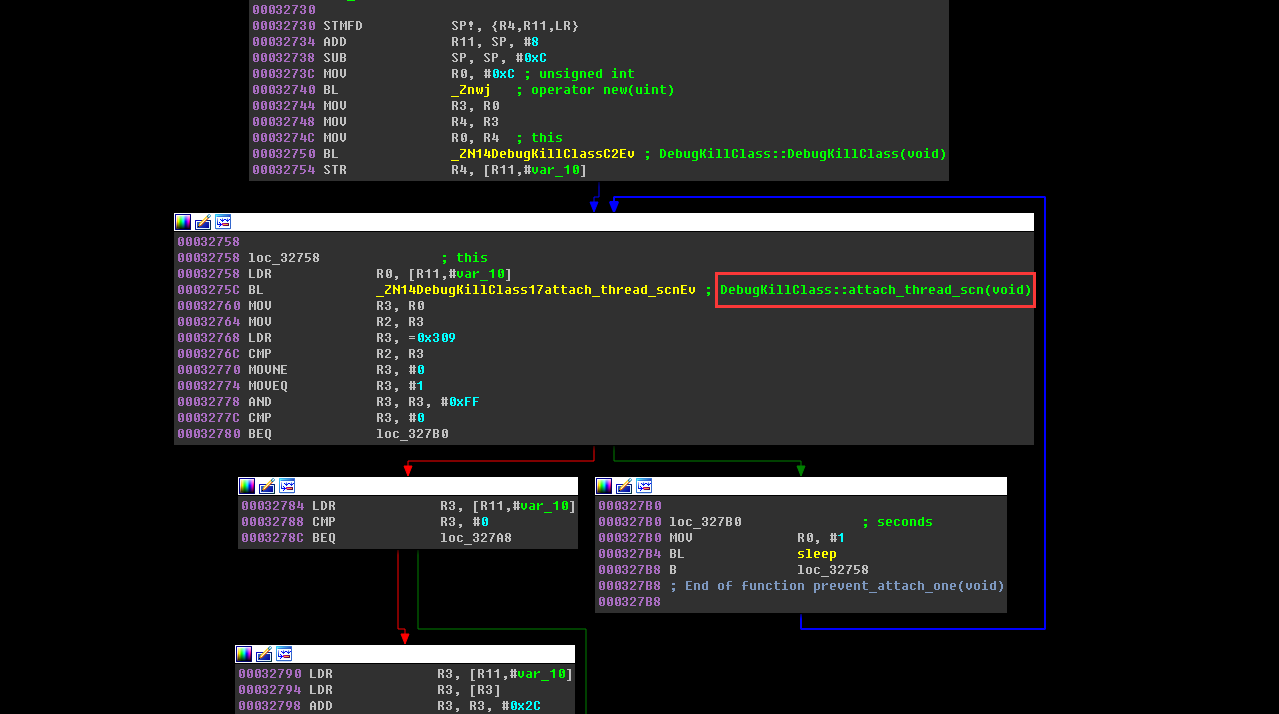 00032730
00032730 STMFD SP!, {R4,R11,LR}
00032734 ADD R11, SP, #8
00032738 SUB SP, SP, #0xC
0003273C MOV R0, #0xC ; unsigned int
00032740 BL _Znwj ; operator new(uint)
00032744 MOV R3, R0
00032748 MOV R4, R3
0003274C MOV R0, R4 ; this
00032750 BL _ZN14DebugKillClassC2Ev ; DebugKillClass::DebugKillClass(void)
00032754 STR R4, [R11,#var_10]
00032758
00032758 loc_32758 ; this
00032758 LDR R0, [R11,#var_10]
0003275C BL _ZN14DebugKillClass17attach_thread_scnEv ; DebugKillClass::attach_thread_scn(void)
00032760 MOV R3, R0
00032764 MOV R2, R3
00032768 LDR R3, =0x309
0003276C CMP R2, R3
00032770 MOVNE R3, #0
00032774 MOVEQ R3, #1
00032778 AND R3, R3, #0xFF
0003277C CMP R3, #0
00032780 BEQ loc_327B0
00032784 LDR R3, [R11,#var_10]
00032788 CMP R3, #0
0003278C BEQ loc_327A8
000327B0
000327B0 loc_327B0 ; seconds
000327B0 MOV R0, #1
000327B4 BL sleep
000327B8 B loc_32758
000327B8 ; End of function prevent_attach_one(void)
000327B8
00032790 LDR R3, [R11,#var_10]
00032794 LDR R3, [R3]
00032798 ADD R3, R3, #0x2C